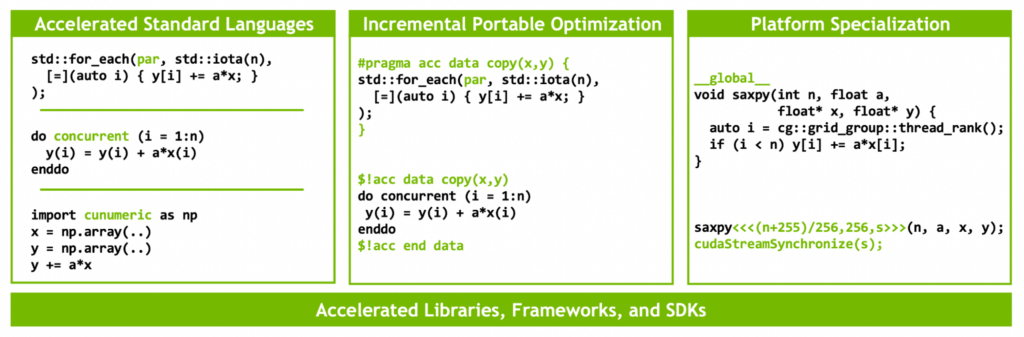 Accelerated Standard Languages
std::for_each(par, std::iota(n),
  [=](auto i) { y[i] += a*x; }
);
do concurrent (i = 1:n)
  y(i) = y(i) + a*x(i)
enddo
import cunumeric as np
x = np.array(..)
y = np.array(..)
y += a*x
Incremental Portable Optimization
#pragma acc data copy(x,y) {
std::for_each(par, std::iota(n),
  [=](auto i) { y[i] += a*x; }
);
}
$!acc data copy(x,y)
do concurrent (i = 1:n)
 y(i) = y(i) + a*x(i)
enddo
$!acc end data
Platform Specialization
__global__
void saxpy(int n, float a,
           float* x, float* y) {
  auto i = cg::grid_group::thread_rank();
  if (i < n) y[i] += a*x[i];
}
saxpy<<<(n+255)/256,256,s>>>(n, a, x, y);
cudaStreamSynchronize(s);
Accelerated Libraries, Frameworks, and SDKs